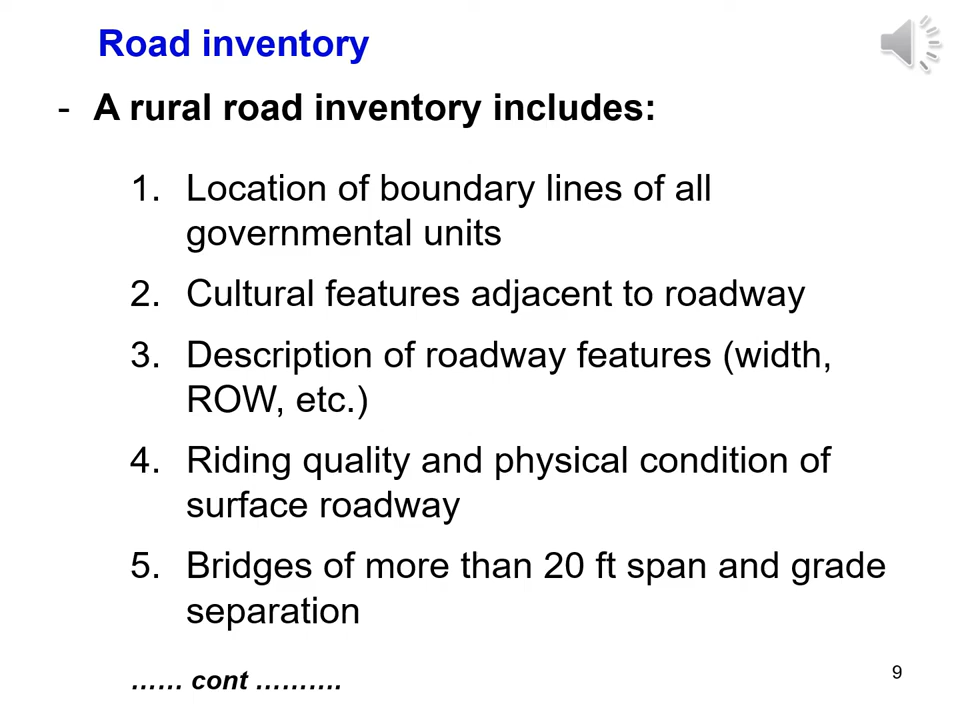 Road inventory
- A rural road inventory includes:
1. Location of boundary lines of all
governmental units
2. Cultural features adjacent to roadway
3. Description of roadway features (width,
ROW, etc.)
4. Riding quality and physical condition of
surface roadway
5. Bridges of more than 20 ft span and grade
separation
…… cont ……….
9